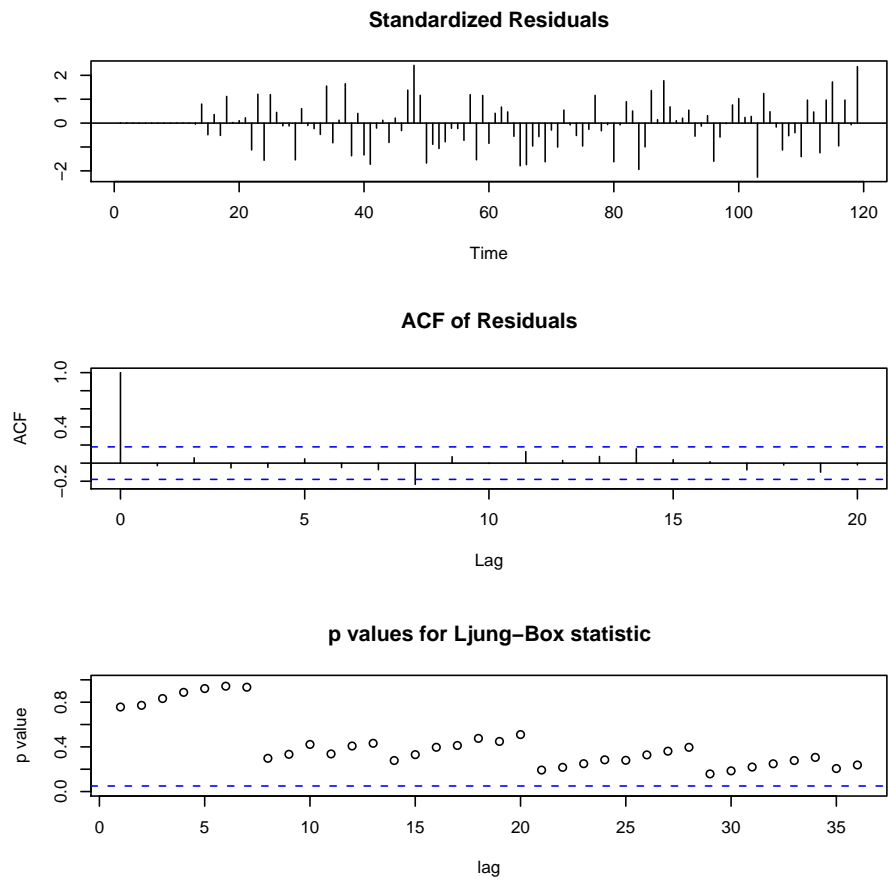 Standardized Residuals
2
1
0
−2
0 20 40 60 80 100 120
Time
ACF of Residuals
1.0
0.4
−0.2
ACF
0 5 10 15 20
Lag
p values for Ljung−Box statistic
0.8
0.4
0.0
p value
0 5 10 15 20 25 30 35
lag